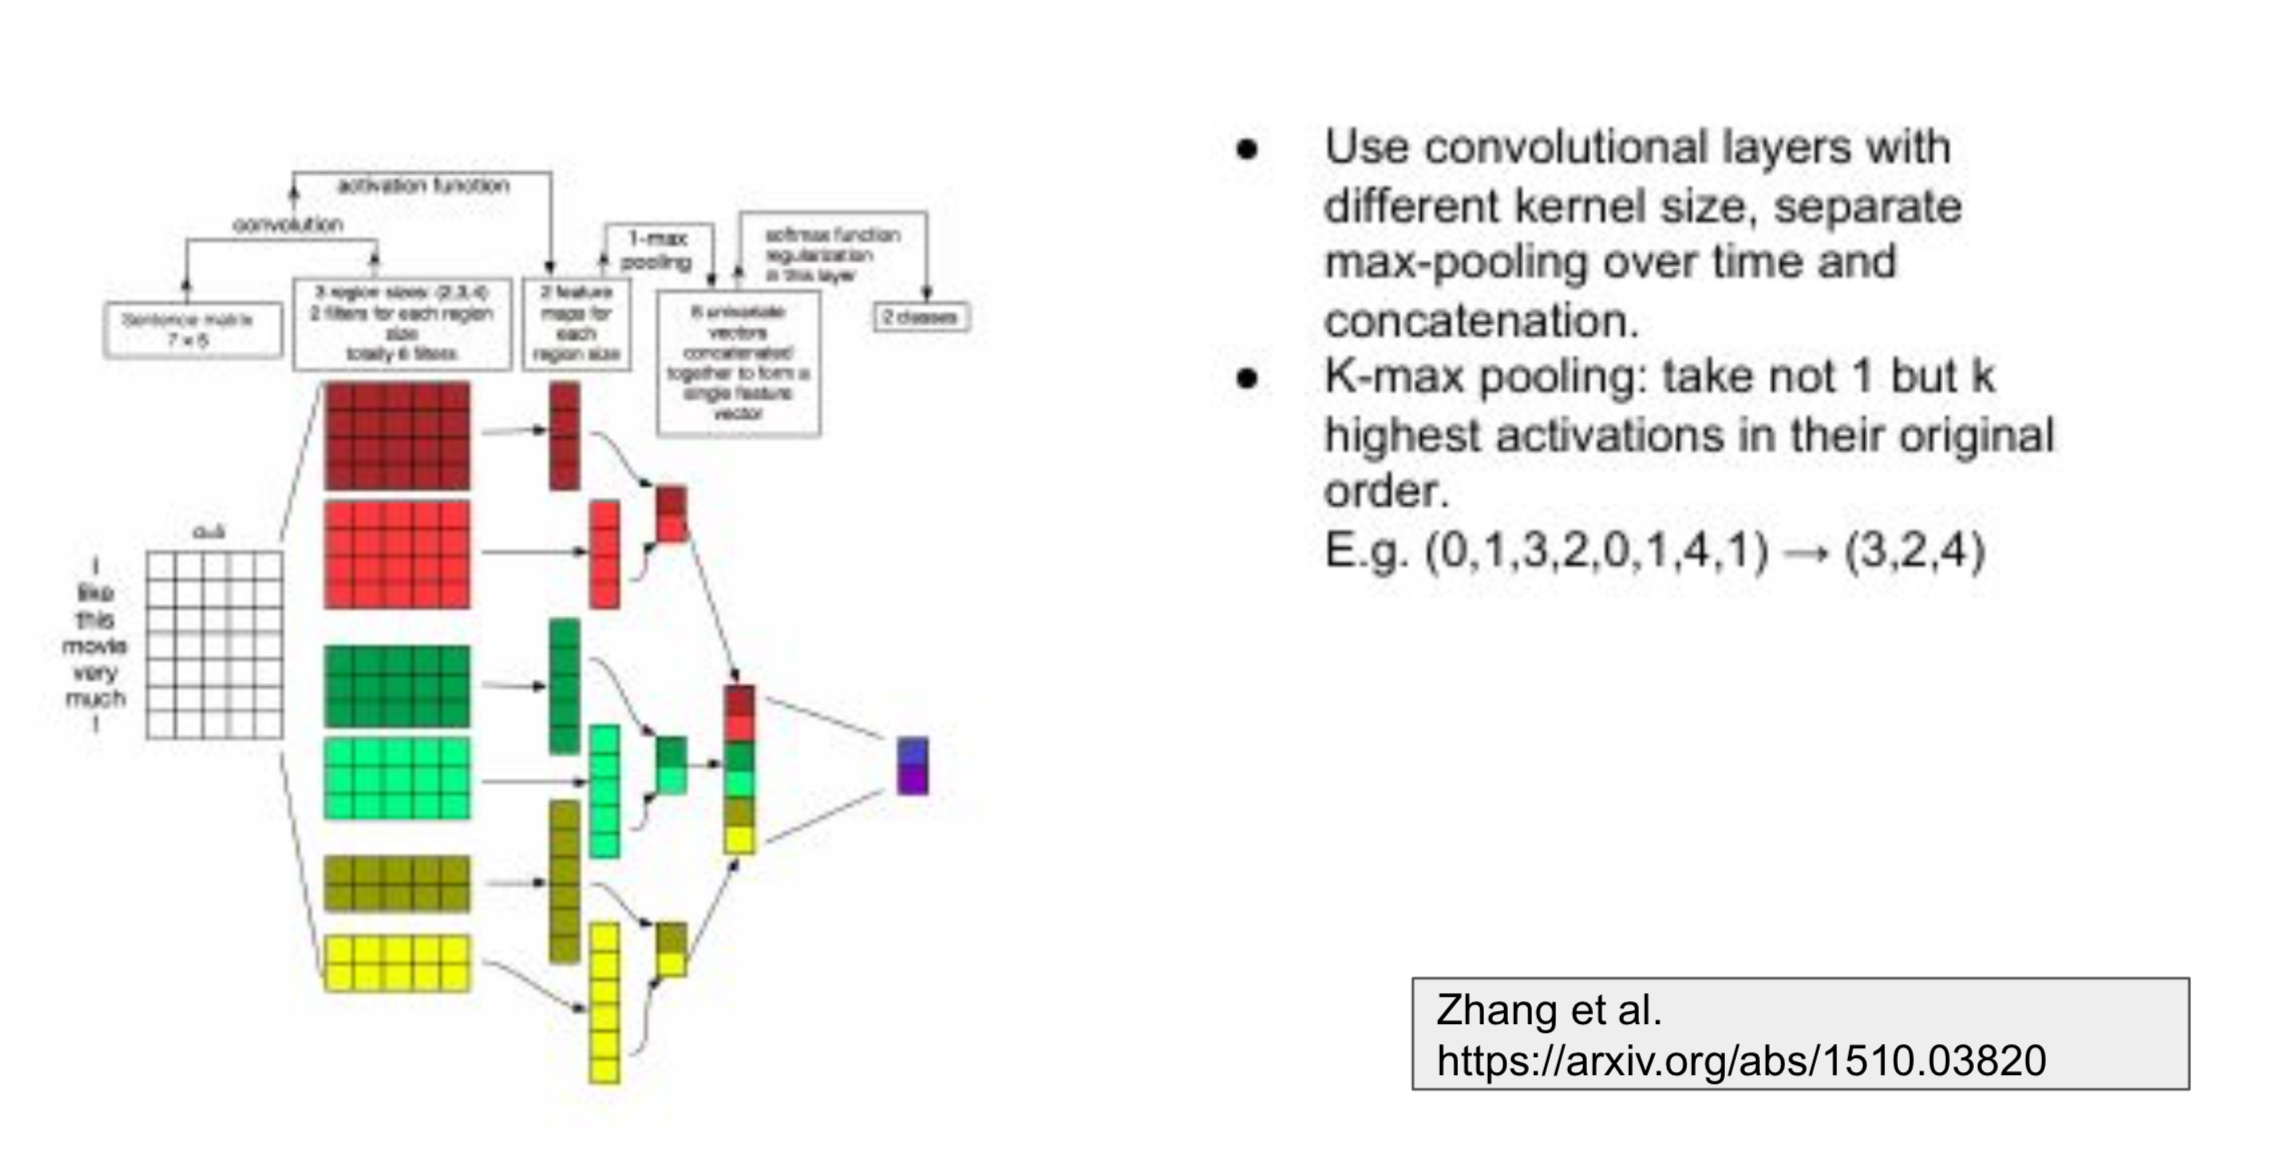 activation function
convolution
1-max
pooling
softmax function
regularization
in this layer
3 region sizes: (2,3,4)
2 filters for each region
size
totally 6 filters
2 feature
maps for
each
region size
6 univariate
vectors
concatenated
together to form a
single feature
vector
Sentence matrix
7 × 5
2 classes
d=5
I
like
this
movie
very
much
!
● Use convolutional layers with
different kernel size, separate
max-pooling over time and
concatenation.
● K-max pooling: take not 1 but k
highest activations in their original
order.
E.g. (0,1,3,2,0,1,4,1) → (3,2,4)
Zhang et al.
https://arxiv.org/abs/1510.03820